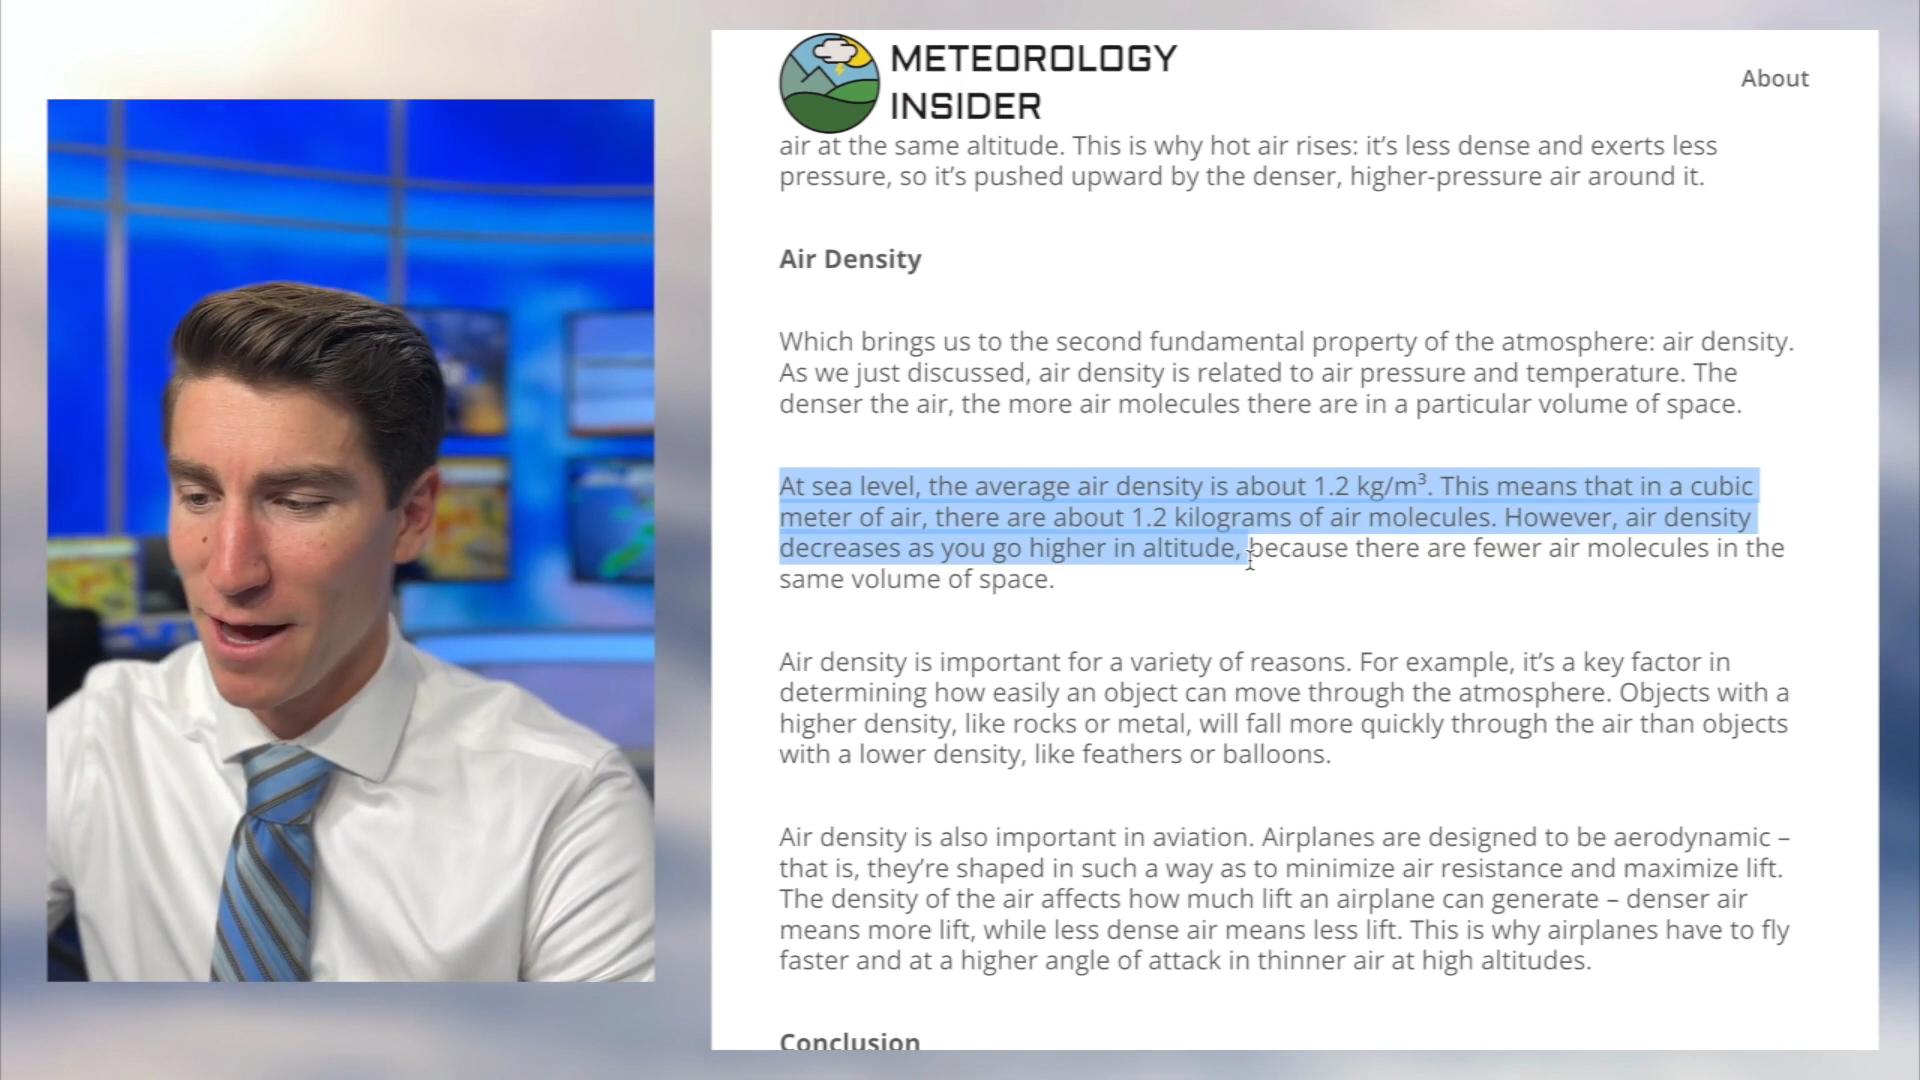 METEOROLOGY
INSIDER
About
air at the same altitude. This is why hot air rises: it’s less dense and exerts less
pressure, so it’s pushed upward by the denser, higher-pressure air around it.
Air Density
Which brings us to the second fundamental property of the atmosphere: air density.
As we just discussed, air density is related to air pressure and temperature. The
denser the air, the more air molecules there are in a particular volume of space.
At sea level, the average air density is about 1.2 kg/m³. This means that in a cubic
meter of air, there are about 1.2 kilograms of air molecules. However, air density
decreases as you go higher in altitude, because there are fewer air molecules in the
same volume of space.
Air density is important for a variety of reasons. For example, it’s a key factor in
determining how easily an object can move through the atmosphere. Objects with a
higher density, like rocks or metal, will fall more quickly through the air than objects
with a lower density, like feathers or balloons.
Air density is also important in aviation. Airplanes are designed to be aerodynamic –
that is, they’re shaped in such a way as to minimize air resistance and maximize lift.
The density of the air affects how much lift an airplane can generate – denser air
means more lift, while less dense air means less lift. This is why airplanes have to fly
faster and at a higher angle of attack in thinner air at high altitudes.
Conclusion